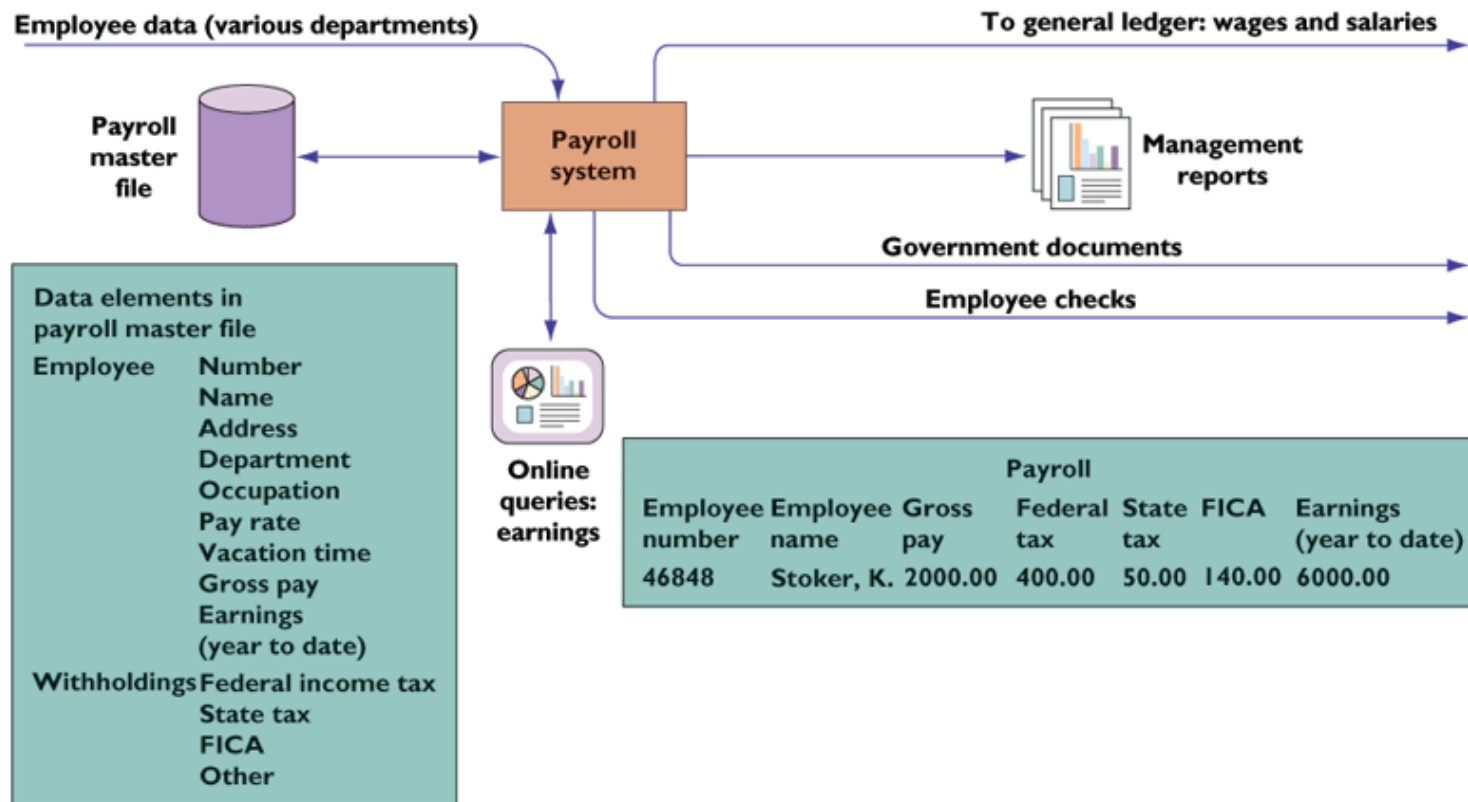 Employee data (various departments)
To general ledger: wages and salaries
Payroll
master
file
Payroll
system
Management
reports
Government documents
Employee checks
Data elements in
payroll master file
Employee Number
Name
Address
Department
Occupation
Pay rate
Vacation time
Gross pay
Earnings
(year to date)
Withholdings Federal income tax
State tax
FICA
Other
Online
queries:
earnings
Payroll
Employee Employee Gross Federal State FICA Earnings
number name pay tax tax (year to date)
46848 Stoker, K. 2000.00 400.00 50.00 140.00 6000.00